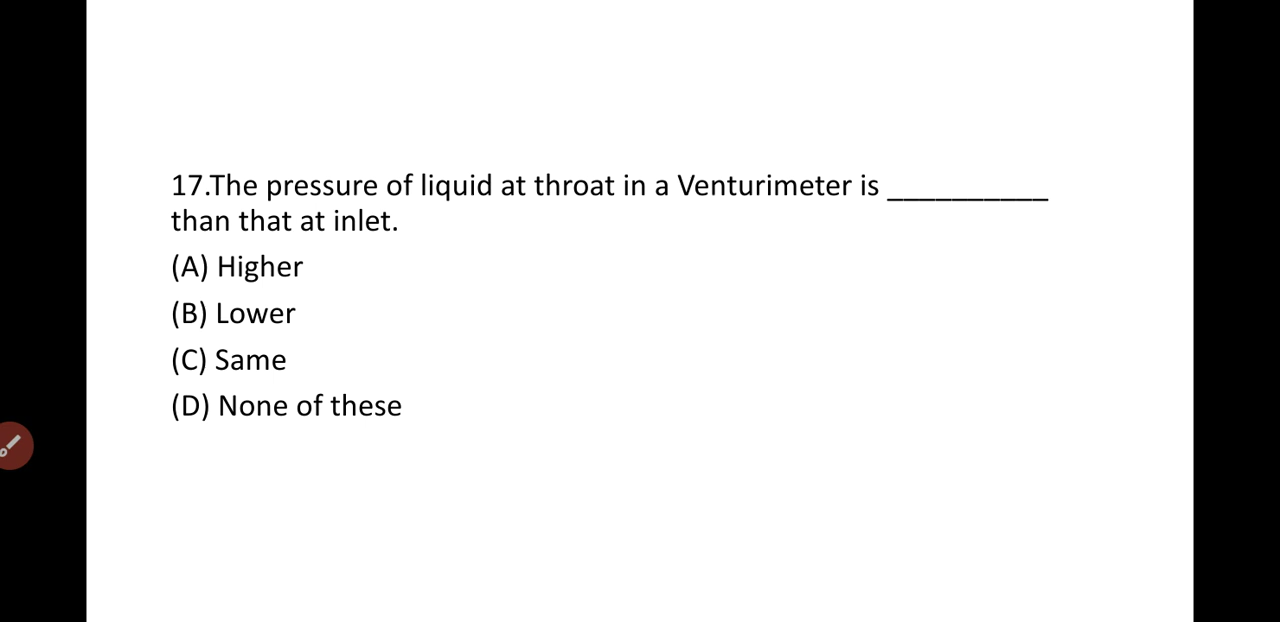 17.The pressure of liquid at throat in a Venturimeter is __________
than that at inlet.
(A) Higher
(B) Lower
(C) Same
(D) None of these